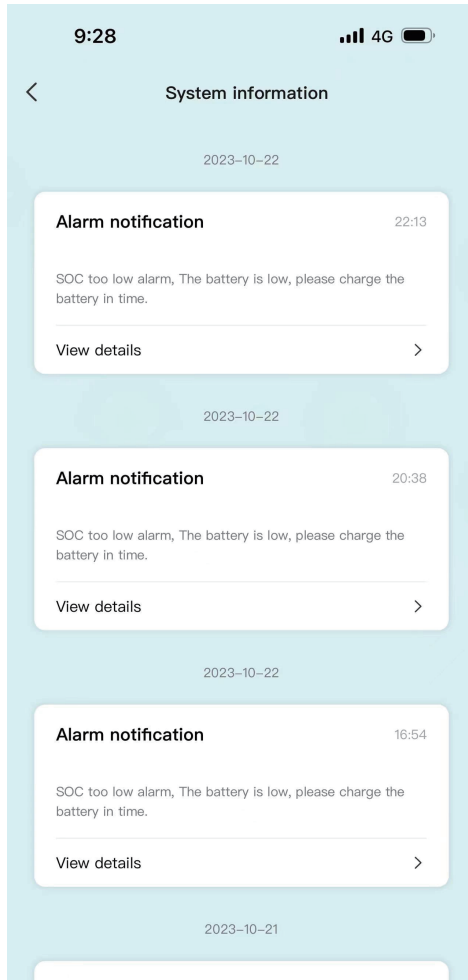 9:28
4G
System information
2023-10-22
Alarm notification
22:13
SOC too low alarm, The battery is low, please charge the
battery in time.
View details
2023-10-22
Alarm notification
20:38
SOC too low alarm, The battery is low, please charge the
battery in time.
View details
2023-10-22
Alarm notification
16:54
SOC too low alarm, The battery is low, please charge the
battery in time.
View details
2023-10-21